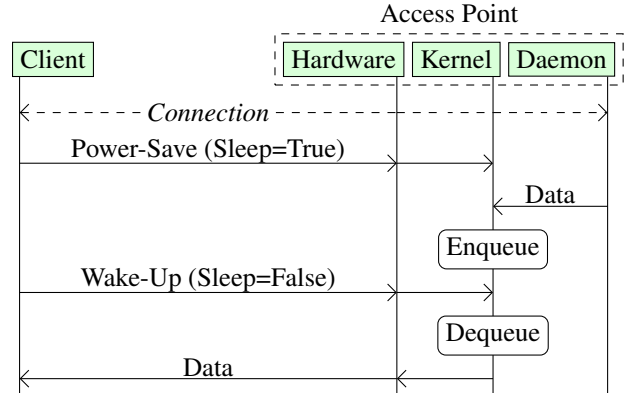 Access Point
Client
Hardware
Kernel
Daemon
Connection
Power-Save (Sleep=True)
Data
Enqueue
Wake-Up (Sleep=False)
Dequeue
Data